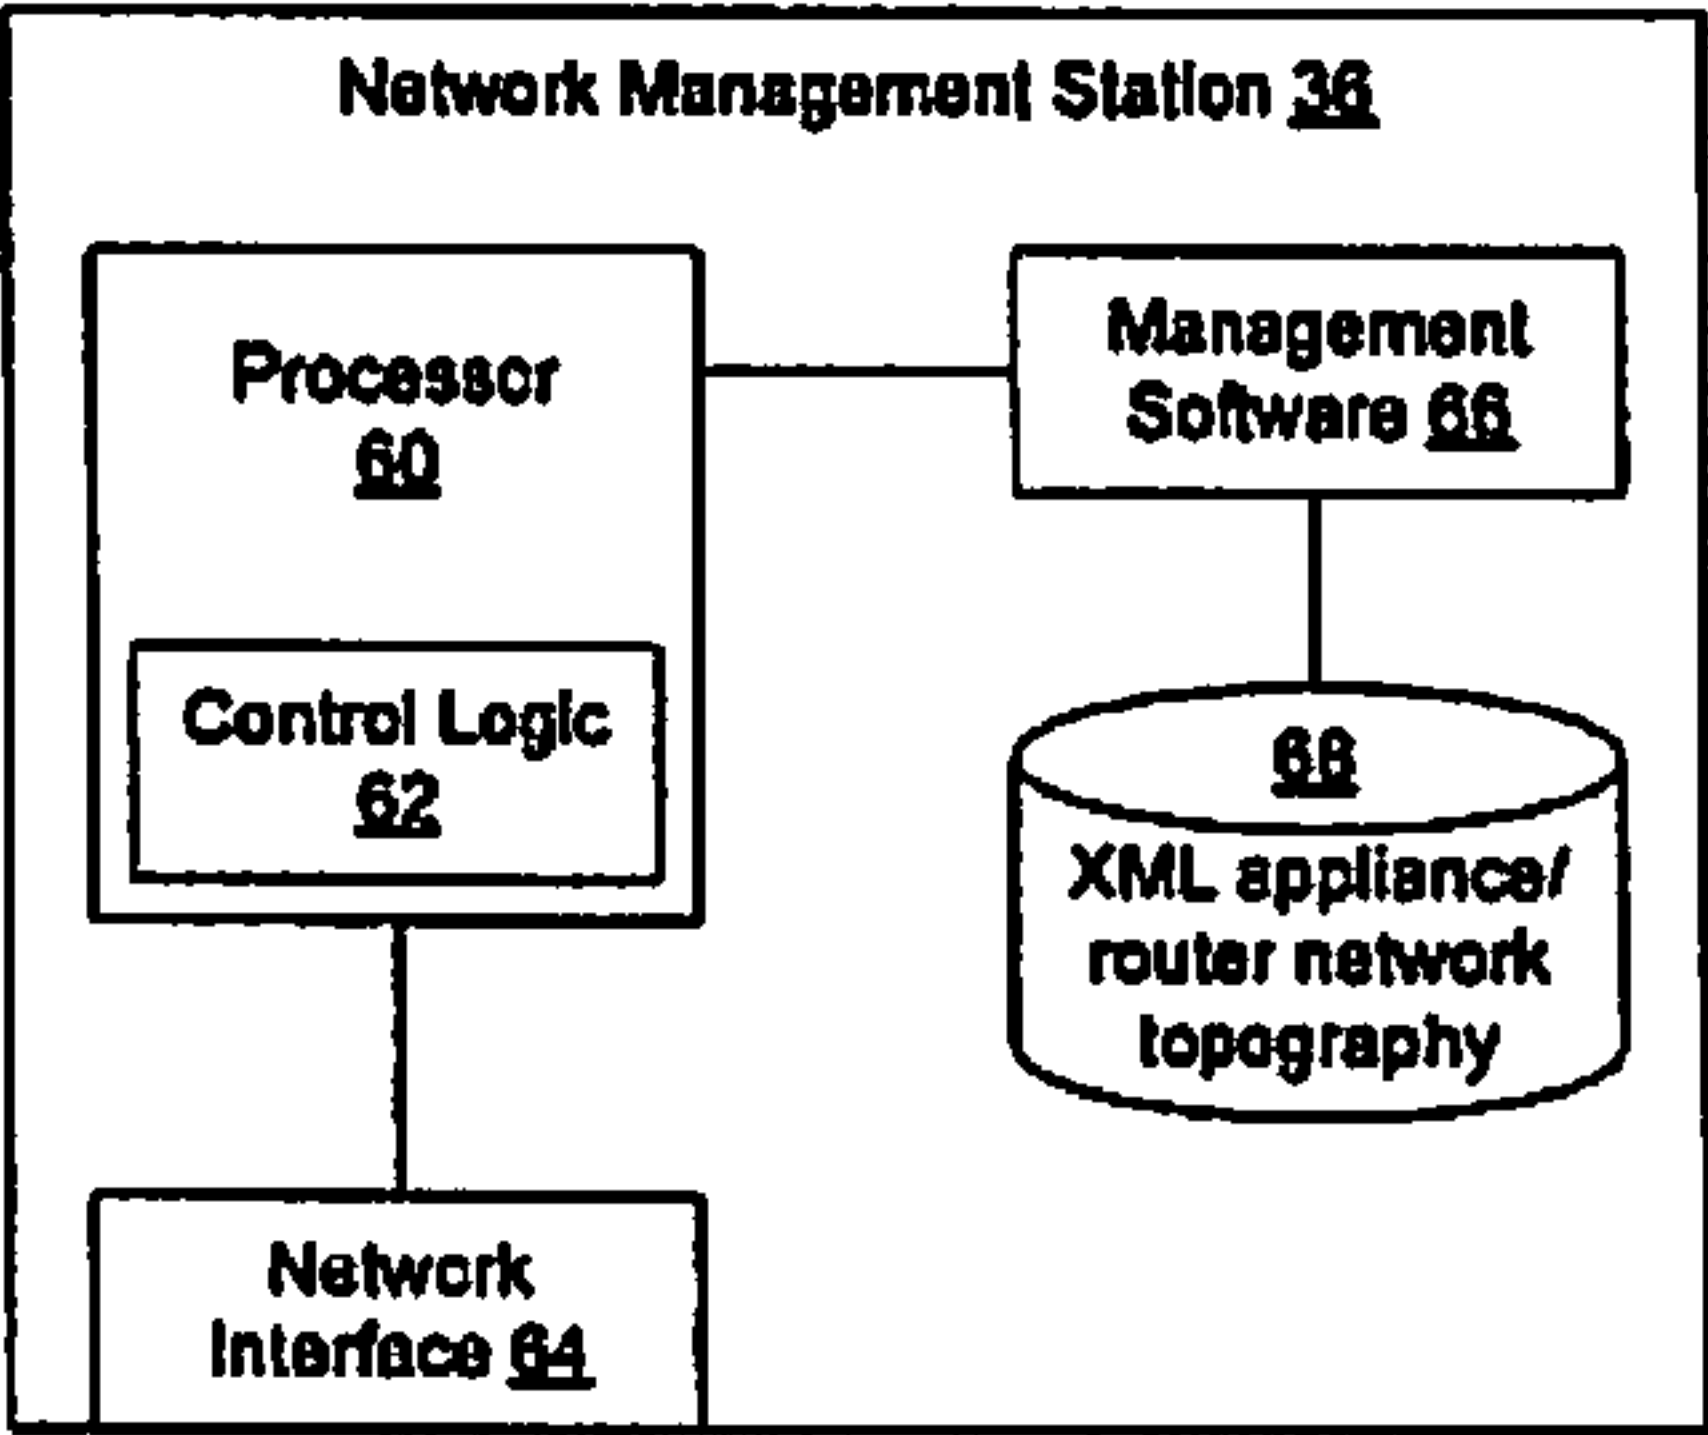 Network Management Station 36
Processor
60
Management
Software 66
Control Logic
62
68
XML appliance/
router network
topography
Network
Interface 64